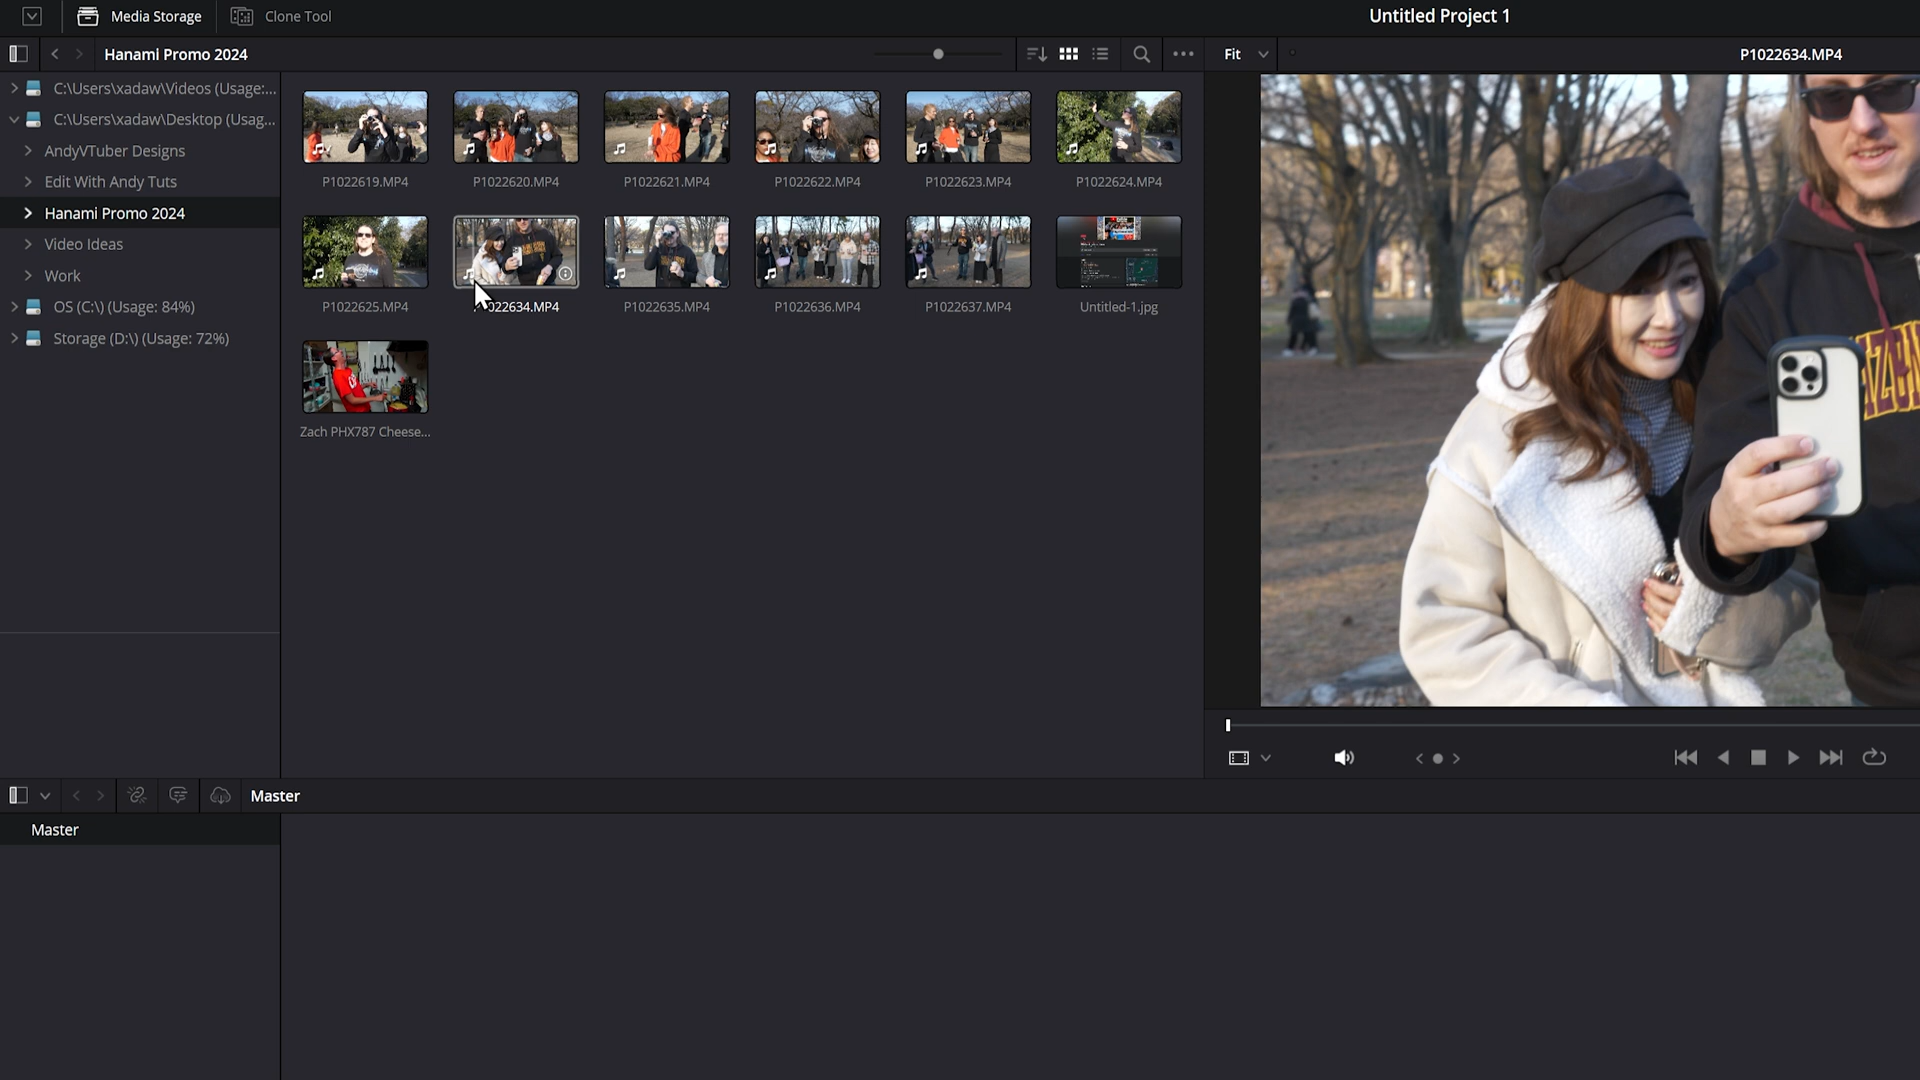 Media Storage
Clone Tool
Untitled Project 1
Hanami Promo 2024
Fit
P1022634.MP4
C:\Users\xadaw\Videos (Usage:...
C:\Users\xadaw\Desktop (Usag...
AndyVTuber Designs
Edit With Andy Tuts
Hanami Promo 2024
Video Ideas
Work
OS (C:\) (Usage: 84%)
Storage (D:\) (Usage: 72%)
P1022619.MP4
P1022620.MP4
P1022621.MP4
P1022622.MP4
P1022623.MP4
P1022624.MP4
P1022625.MP4
022634.MP4
P1022635.MP4
P1022636.MP4
P1022637.MP4
Untitled-1.jpg
Zach PHX787 Cheese...
Master
Master